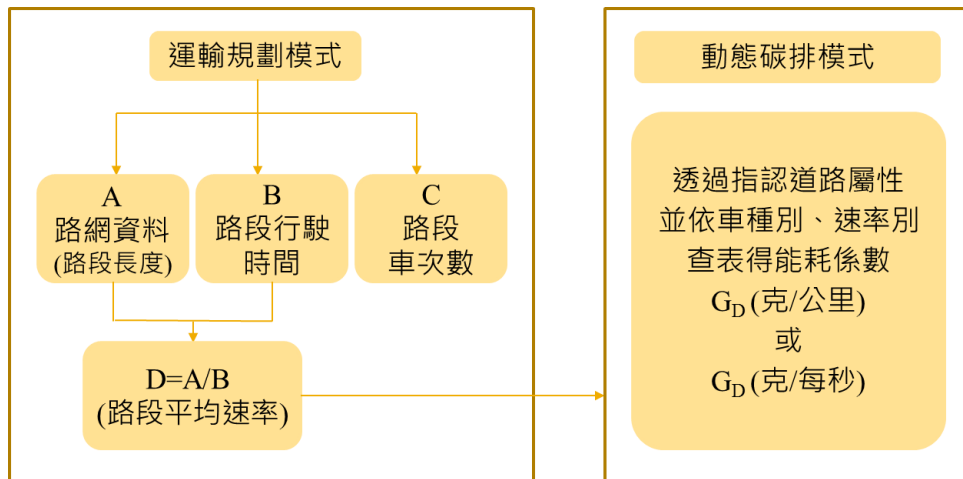 運輸規劃模式
A
路網資料
(路段長度)
B
路段行駛
時間
C
路段
車次數
D=A/B
(路段平均速率)
動態碳排模式
透過指認道路屬性
並依車種別、速率別
查表得能耗係數
G_D (克/公里)
或
G_D (克/每秒)